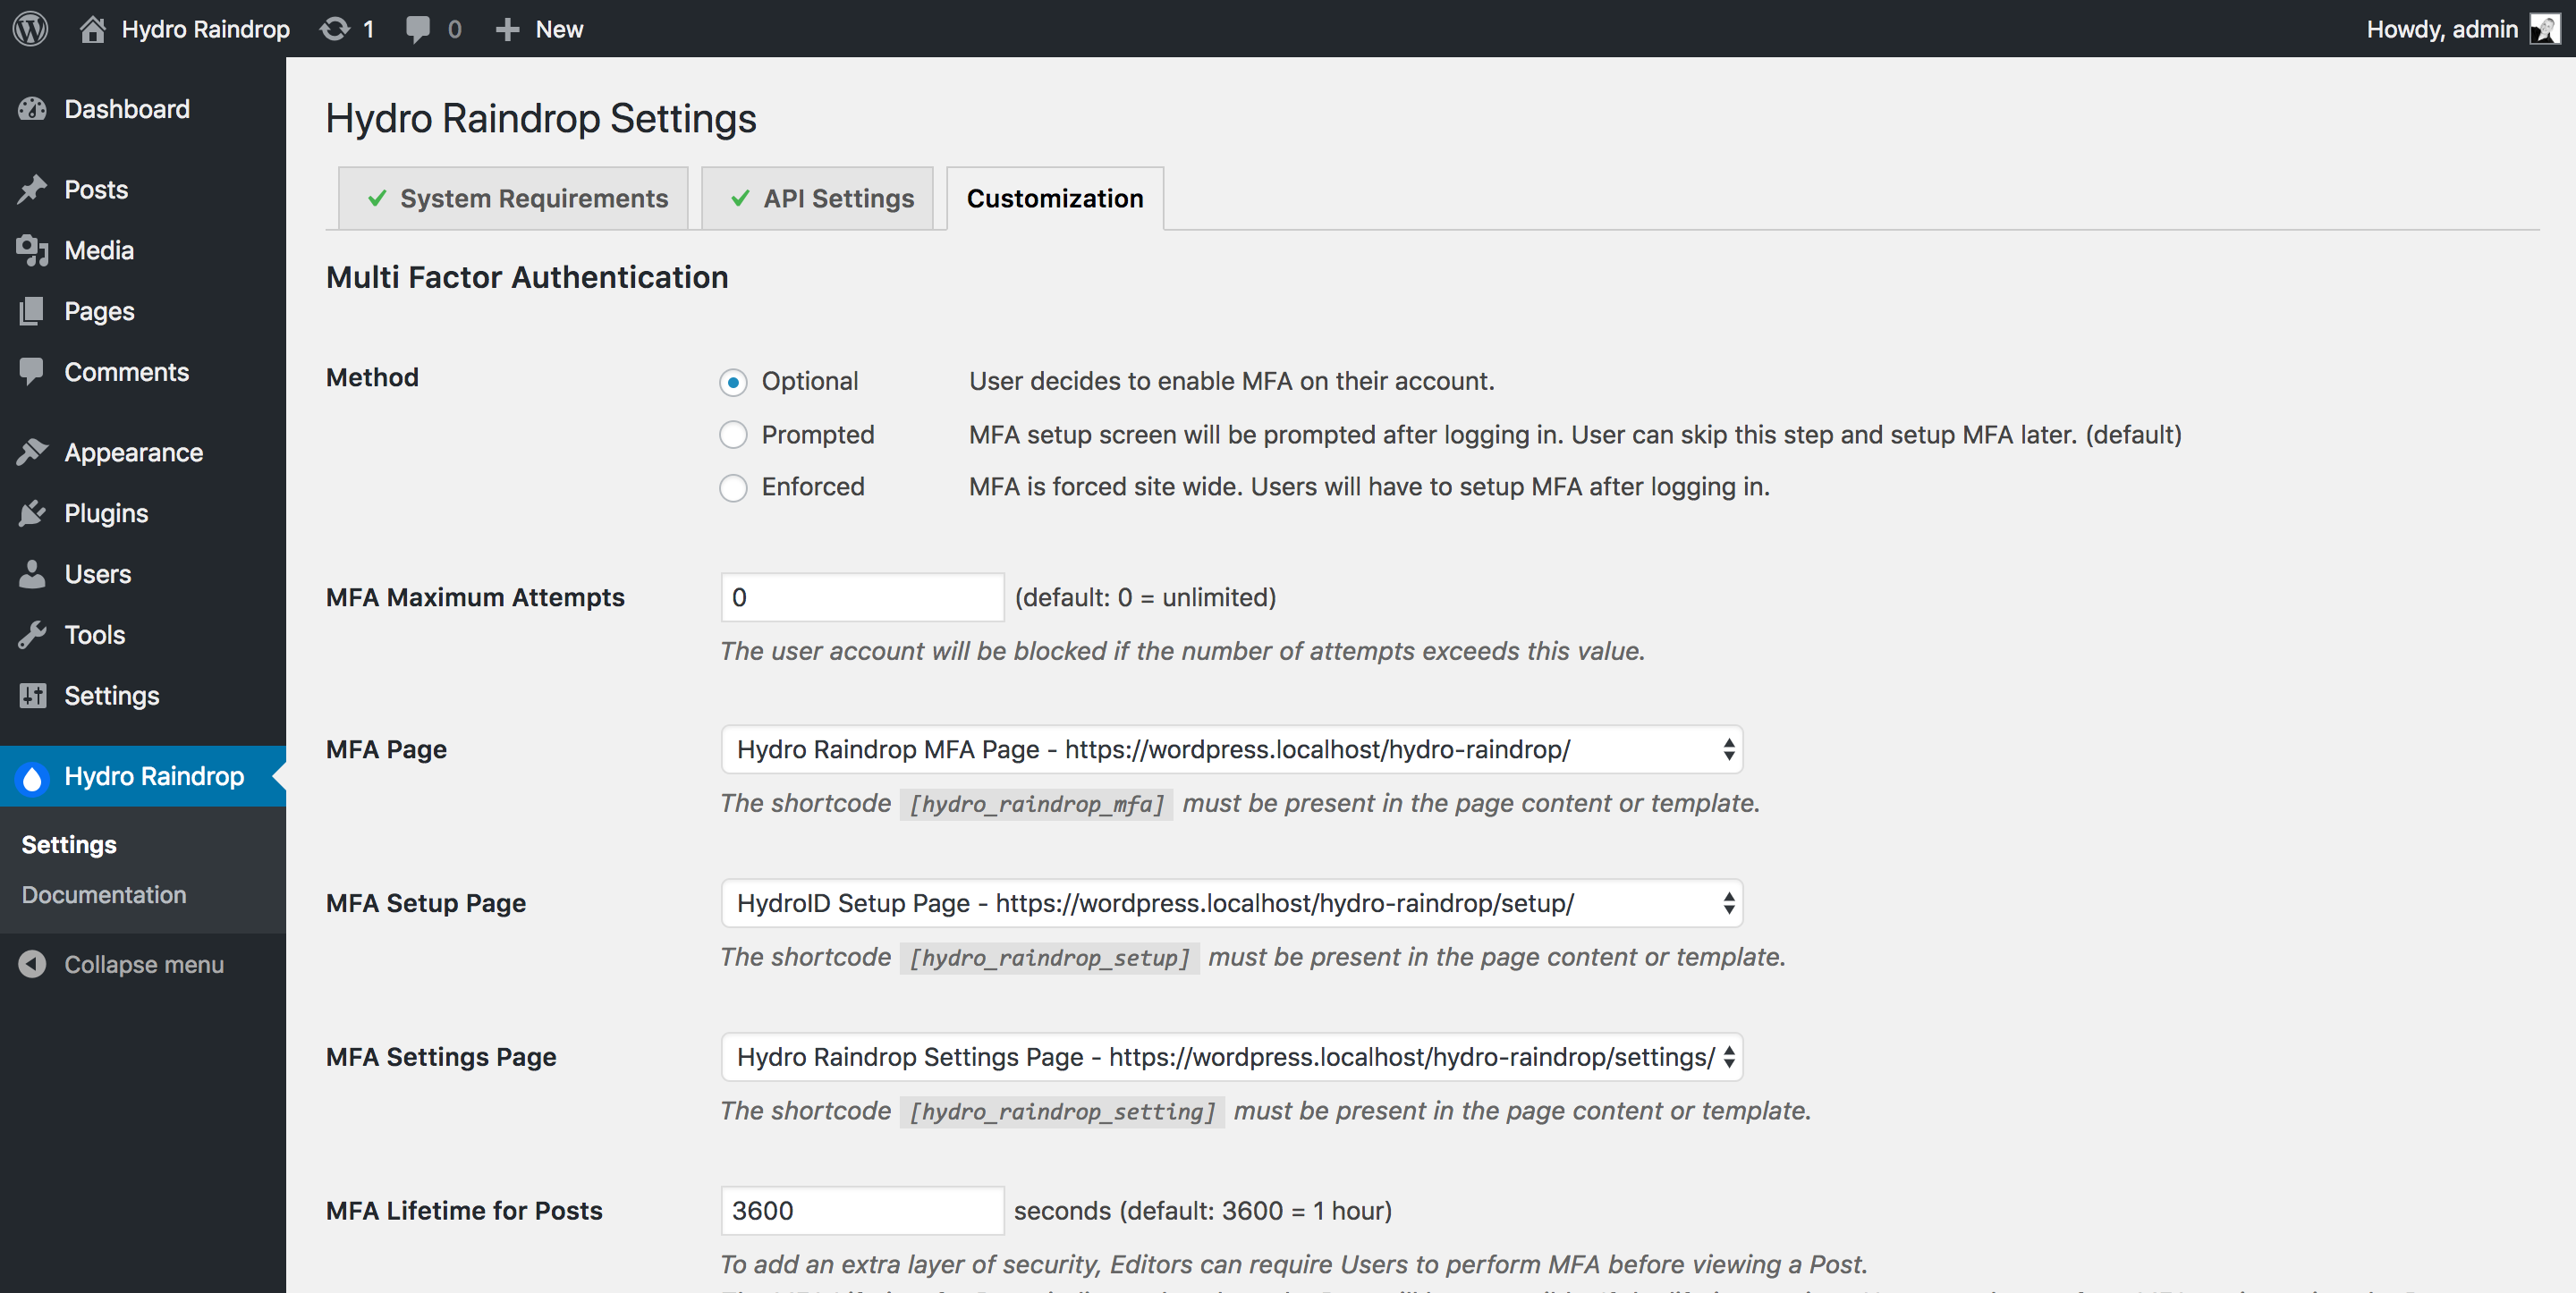 Hydro Raindrop 1 0 New Howdy, admin
Dashboard
Posts
Media
Pages
Comments
Appearance
Plugins
Users
Tools
Settings
Hydro Raindrop
Settings
Documentation
Collapse menu
Hydro Raindrop Settings
System Requirements API Settings Customization
Multi Factor Authentication
Method Optional User decides to enable MFA on their account.
Prompted MFA setup screen will be prompted after logging in. User can skip this step and setup MFA later. (default)
Enforced MFA is forced site wide. Users will have to setup MFA after logging in.
MFA Maximum Attempts 0 (default: 0 = unlimited)
The user account will be blocked if the number of attempts exceeds this value.
MFA Page Hydro Raindrop MFA Page - https://wordpress.localhost/hydro-raindrop/
The shortcode [hydro_raindrop_mfa] must be present in the page content or template.
MFA Setup Page HydroID Setup Page - https://wordpress.localhost/hydro-raindrop/setup/
The shortcode [hydro_raindrop_setup] must be present in the page content or template.
MFA Settings Page Hydro Raindrop Settings Page - https://wordpress.localhost/hydro-raindrop/settings/
The shortcode [hydro_raindrop_setting] must be present in the page content or template.
MFA Lifetime for Posts 3600 seconds (default: 3600 = 1 hour)
To add an extra layer of security, Editors can require Users to perform MFA before viewing a Post.